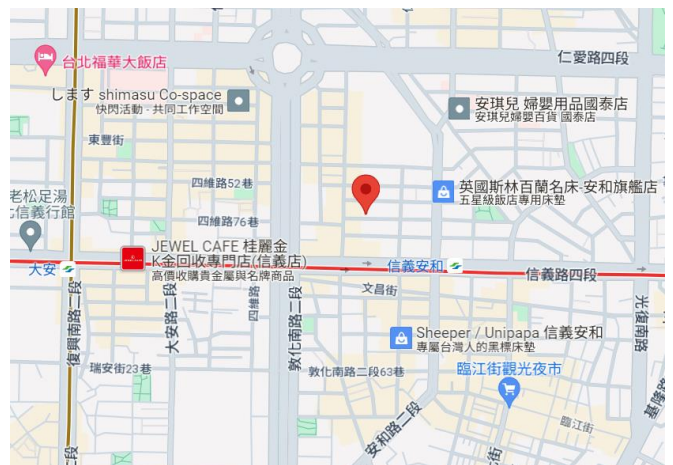 仁愛路四段
台北福華大飯店
します shimasu Co-space
快閃活動·共同工作空間
安琪兒 婦嬰用品國泰店
安琪兒婦嬰百貨 國泰店
東豐街
四維路52巷
英國斯林百蘭名床-安和旗艦店
五星級飯店專用床墊
老松足湯
信義行館
四維路76巷
JEWEL CAFE 桂麗金
K金回收專門店(信義店)
高價收購貴金屬與名牌商品
大安
信義安和
信義路四段
文昌街
復興南路二段
大安路二段
四維路
敦化南路二段
光復南路
Sheeper / Unipapa 信義安和
專屬台灣人的黑標床墊
瑞安街23巷
敦化南路二段63巷
臨江街觀光夜市
安和路二段
臨江街
基隆路
街